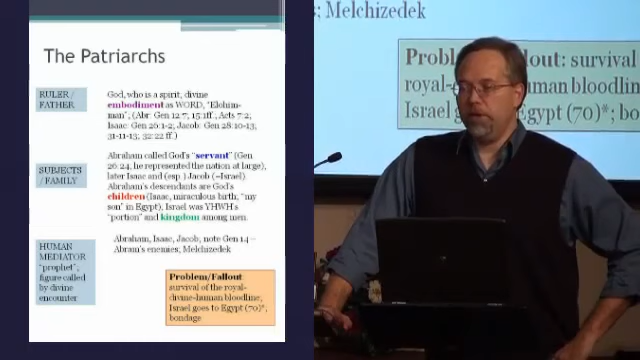 The Patriarchs
RULER /
FATHER
God, who is a spirit; divine
embodiment as WORD, "Elohim-
man", (Abr: Gen 12:7; 15:1ff., Acts 7:2;
Isaac: Gen 26:1-2; Jacob: Gen 28:10-13;
31:11-13; 32:22 ff.)
SUBJECTS
/ FAMILY
Abraham called God's "servant" (Gen
26:24, he represented the nation at large),
later Isaac and (esp.) Jacob (=Israel).
Abraham's descendants are God's
children (Isaac, miraculous birth, "my
son" in Egypt), Israel was YHWH's
"portion" and kingdom among men.
HUMAN
MEDIATOR
"prophet";
figure called
by divine
encounter
Abraham, Isaac, Jacob; note Gen 14 –
Abram's enemies; Melchizedek
Problem/Fallout:
survival of the royal-
divine-human bloodline;
Israel goes to Egypt (70)*;
bondage
s; Melchizedek
Problem/Fallout: survival
royal- human bloodline
Israel goes Egypt (70)*;